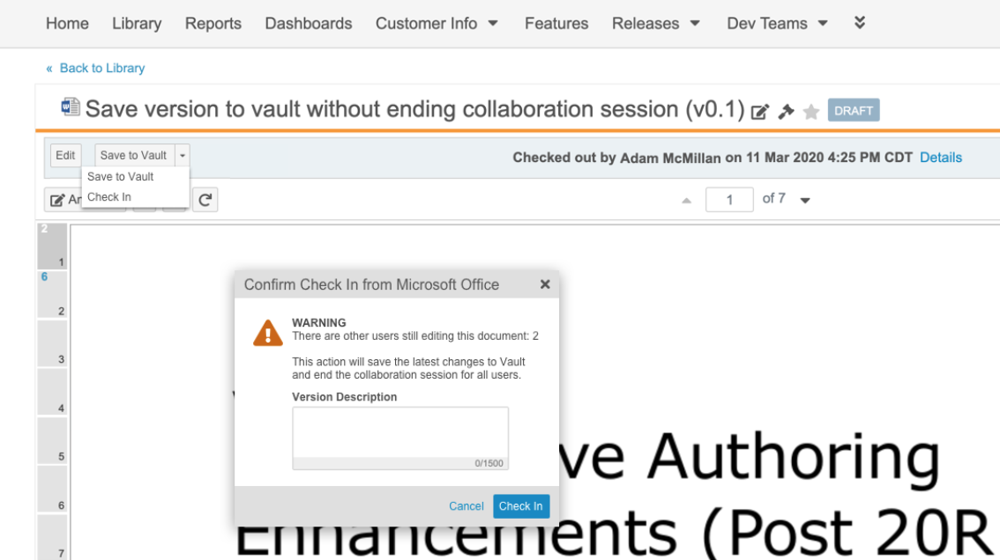 Home Library Reports Dashboards Customer Info Features Releases Dev Teams
« Back to Library
Save version to vault without ending collaboration session (v0.1) DRAFT
Edit Save to Vault Checked out by Adam McMillan on 11 Mar 2020 4:25 PM CDT Details
Save to Vault
Check In
1 of 7
2
1
6
2
3
4
5
6
7
Confirm Check In from Microsoft Office
WARNING
There are other users still editing this document: 2
This action will save the latest changes to Vault
and end the collaboration session for all users.
Version Description
0/1500
Cancel Check In
ve Authoring
Enhancements (Post 20R